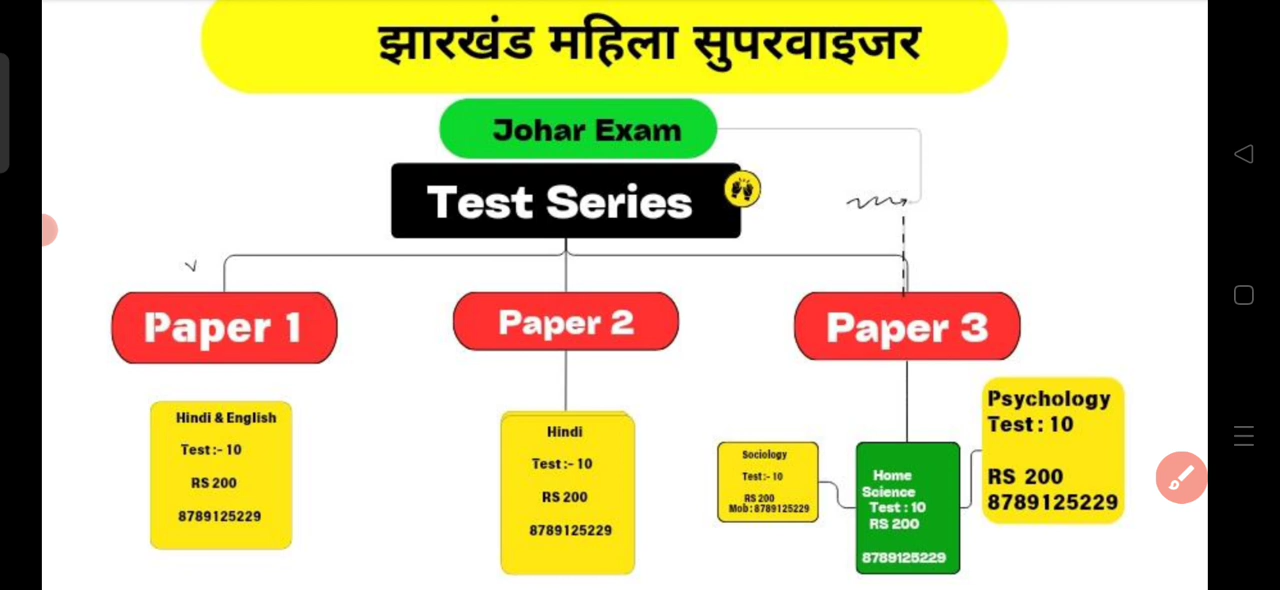 झारखंड महिला सुपरवाइजर
Johar Exam
Test Series
Paper 1
Paper 2
Paper 3
Hindi & English
Test :- 10
RS 200
8789125229
Hindi
Test :- 10
RS 200
8789125229
Sociology
Test :- 10
RS 200
Mob : 8789125229
Home
Science
Test : 10
RS 200
8789125229
Psychology
Test : 10
RS 200
8789125229